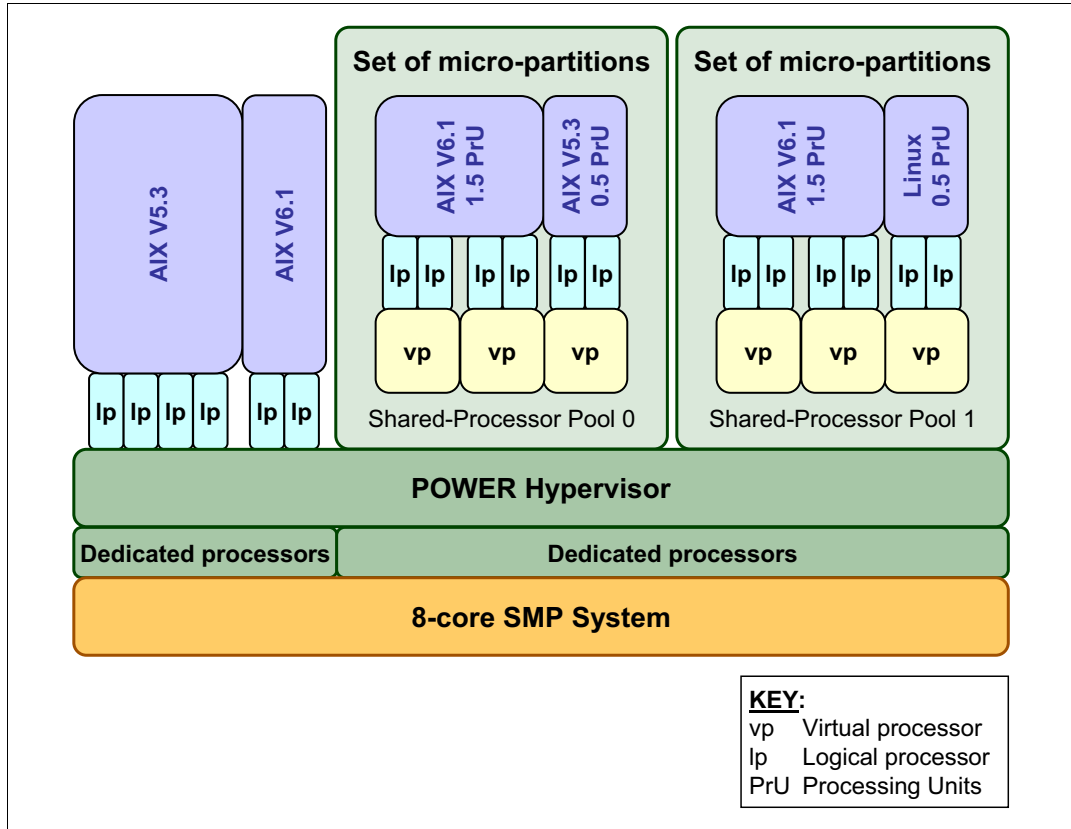 Set of micro-partitions
Set of micro-partitions
AIX V5.3
AIX V6.1
AIX V6.1
1.5 PrU
AIX V5.3
0.5 PrU
AIX V6.1
1.5 PrU
Linux
0.5 PrU
lp lp lp lp lp lp
lp lp lp lp lp lp
vp vp vp
vp vp vp
lp lp lp lp lp lp
Shared-Processor Pool 0
Shared-Processor Pool 1
POWER Hypervisor
Dedicated processors
Dedicated processors
8-core SMP System
KEY:
vp Virtual processor
lp Logical processor
PrU Processing Units